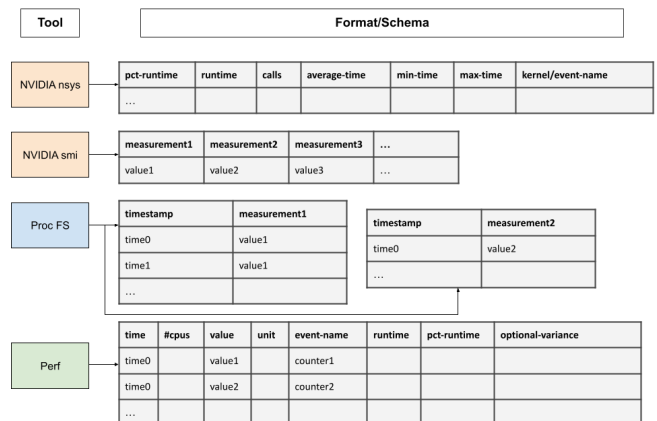 Tool Format/Schema
NVIDIA nsys
pct-runtime runtime calls average-time min-time max-time kernel/event-name
...
NVIDIA smi
measurement1 measurement2 measurement3 ...
value1 value2 value3 ...
Proc FS
timestamp measurement1
time0 value1
time1 value1
...
timestamp measurement2
time0 value2
...
Perf
time #cpus value unit event-name runtime pct-runtime optional-variance
time0 value1 counter1
time0 value2 counter2
...